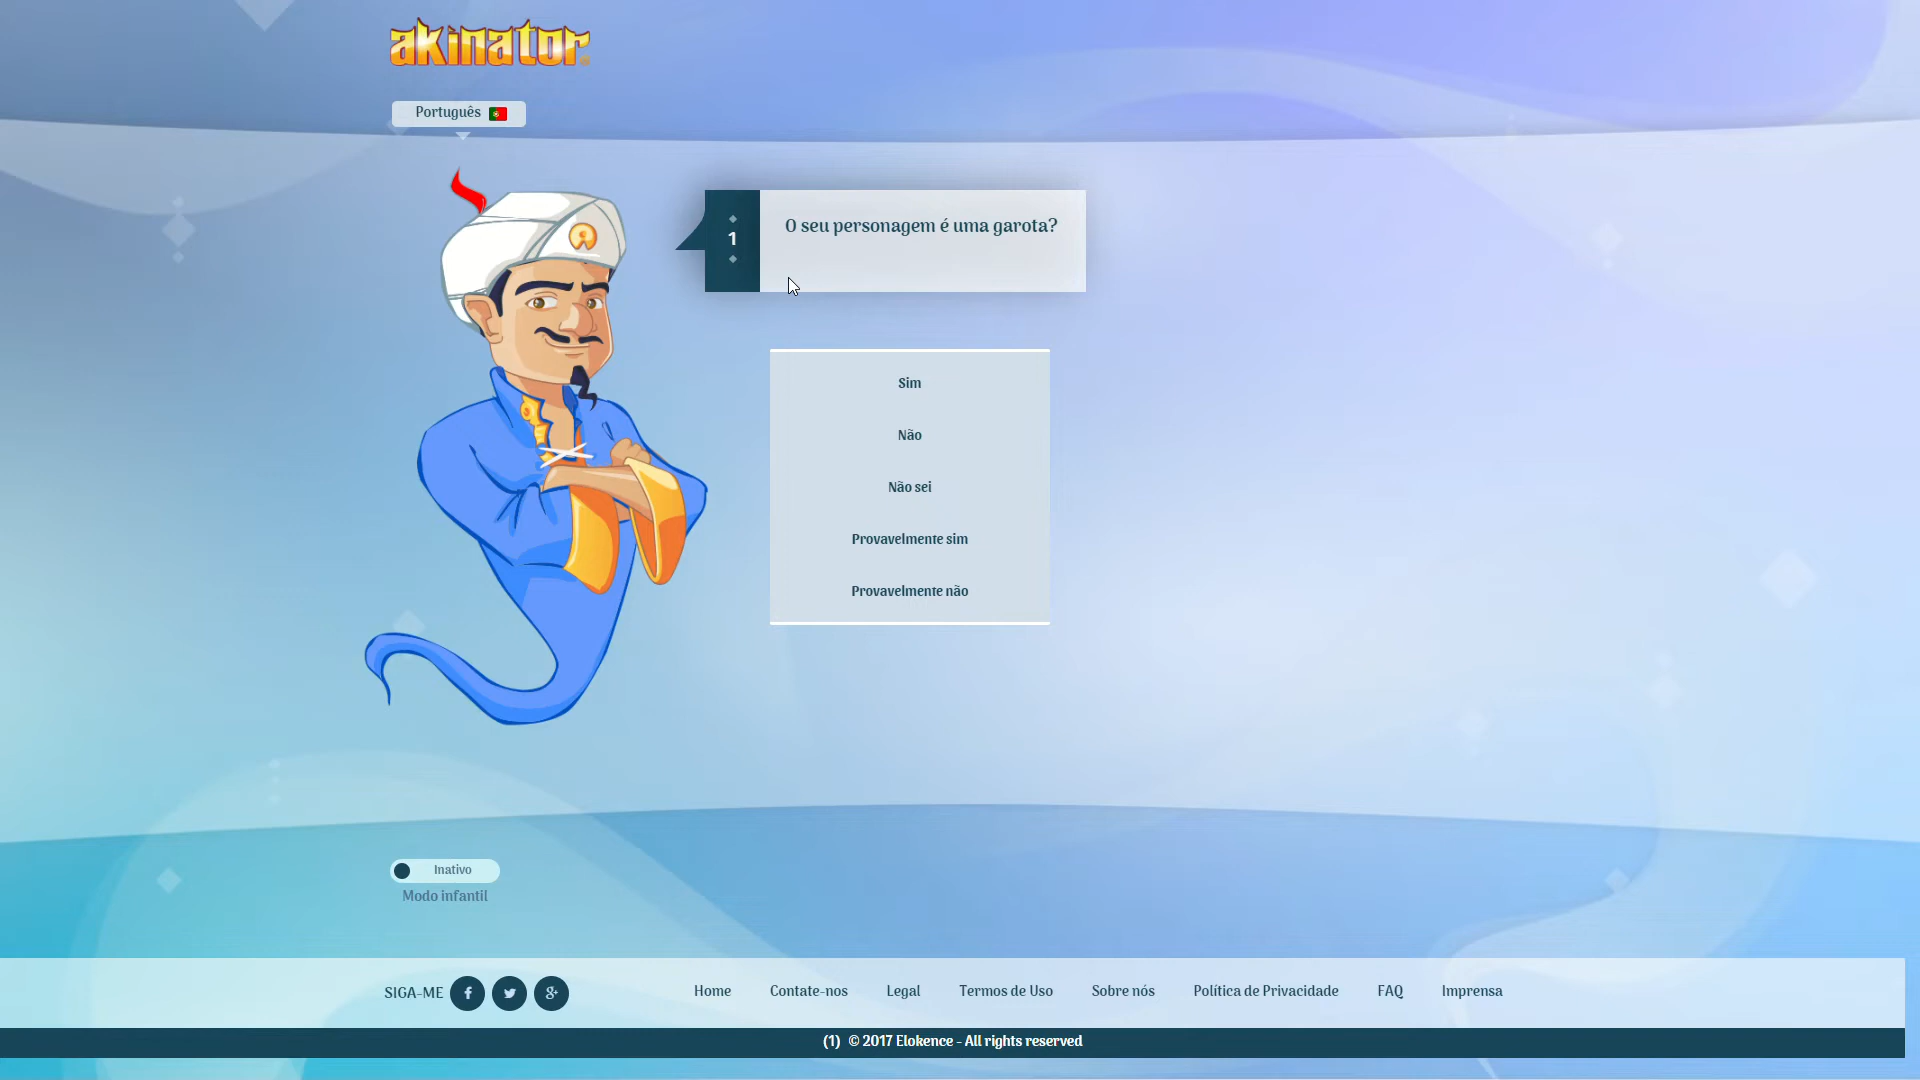 akinator
Português
1
O seu personagem é uma garota?
Sim
Não
Não sei
Provavelmente sim
Provavelmente não
Inativo
Modo infantil
SIGA-ME
Home Contate-nos Legal Termos de Uso Sobre nós Política de Privacidade FAQ Imprensa
(1) © 2017 Elokence - All rights reserved